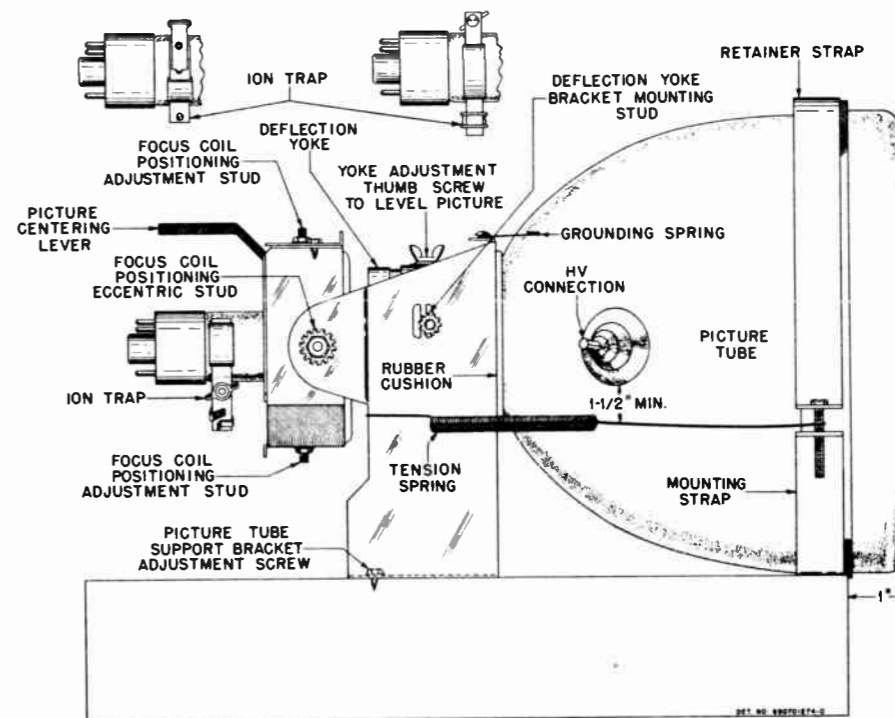 RETAINER STRAP
ION TRAP
DEFLECTION YOKE
BRACKET MOUNTING
STUD
DEFLECTION
YOKE
FOCUS COIL
POSITIONING
ADJUSTMENT STUD
YOKE ADJUSTMENT
THUMB SCREW
TO LEVEL PICTURE
PICTURE
CENTERING
LEVER
GROUNDING SPRING
FOCUS COIL
POSITIONING
ECCENTRIC STUD
HV
CONNECTION
PICTURE
TUBE
RUBBER
CUSHION
ION TRAP
1-1/2" MIN.
FOCUS COIL
POSITIONING
ADJUSTMENT STUD
TENSION
SPRING
MOUNTING
STRAP
PICTURE TUBE
SUPPORT BRACKET
ADJUSTMENT SCREW
1"
DET. NO.